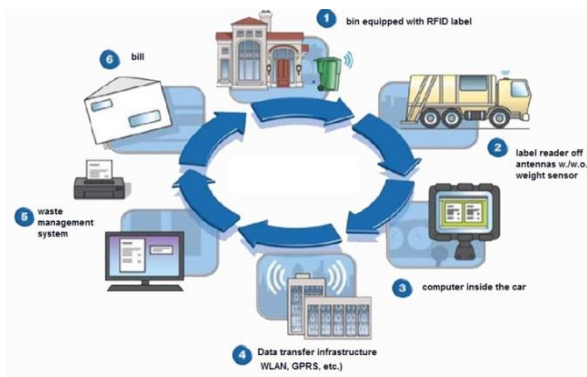 1 bin equipped with RFID label
2 label reader off
antennas w./w.o.
weight sensor
3 computer inside the car
4 Data transfer infrastructure
WLAN, GPRS, etc.)
5 waste
management
system
6 bill